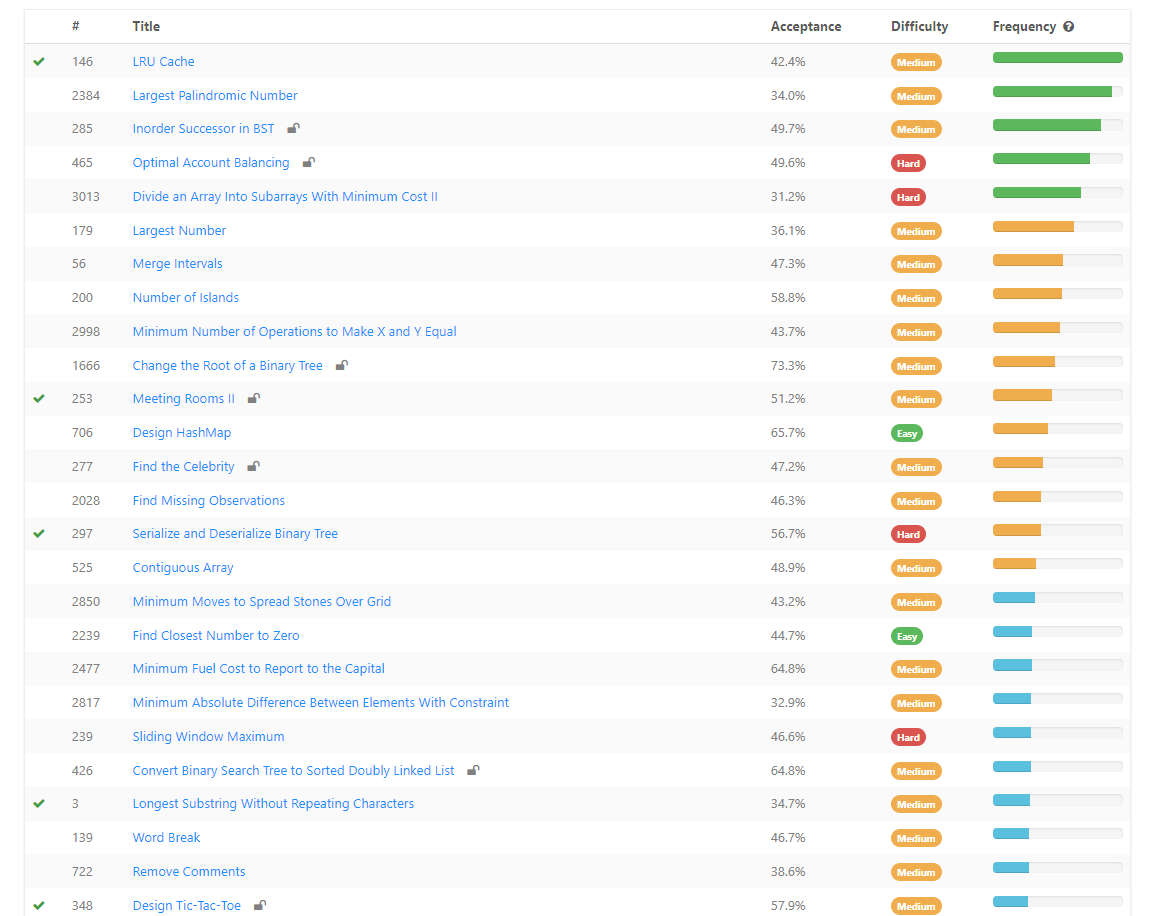 # Title Acceptance Difficulty Frequency
146 LRU Cache 42.4% Medium
2384 Largest Palindromic Number 34.0% Medium
285 Inorder Successor in BST 49.7% Medium
465 Optimal Account Balancing 49.6% Hard
3013 Divide an Array Into Subarrays With Minimum Cost II 31.2% Hard
179 Largest Number 36.1% Medium
56 Merge Intervals 47.3% Medium
200 Number of Islands 58.8% Medium
2998 Minimum Number of Operations to Make X and Y Equal 43.7% Medium
1666 Change the Root of a Binary Tree 73.3% Medium
253 Meeting Rooms II 51.2% Medium
706 Design HashMap 65.7% Easy
277 Find the Celebrity 47.2% Medium
2028 Find Missing Observations 46.3% Medium
297 Serialize and Deserialize Binary Tree 56.7% Hard
525 Contiguous Array 48.9% Medium
2850 Minimum Moves to Spread Stones Over Grid 43.2% Medium
2239 Find Closest Number to Zero 44.7% Easy
2477 Minimum Fuel Cost to Report to the Capital 64.8% Medium
2817 Minimum Absolute Difference Between Elements With Constraint 32.9% Medium
239 Sliding Window Maximum 46.6% Hard
426 Convert Binary Search Tree to Sorted Doubly Linked List 64.8% Medium
3 Longest Substring Without Repeating Characters 34.7% Medium
139 Word Break 46.7% Medium
722 Remove Comments 38.6% Medium
348 Design Tic-Tac-Toe 57.9% Medium